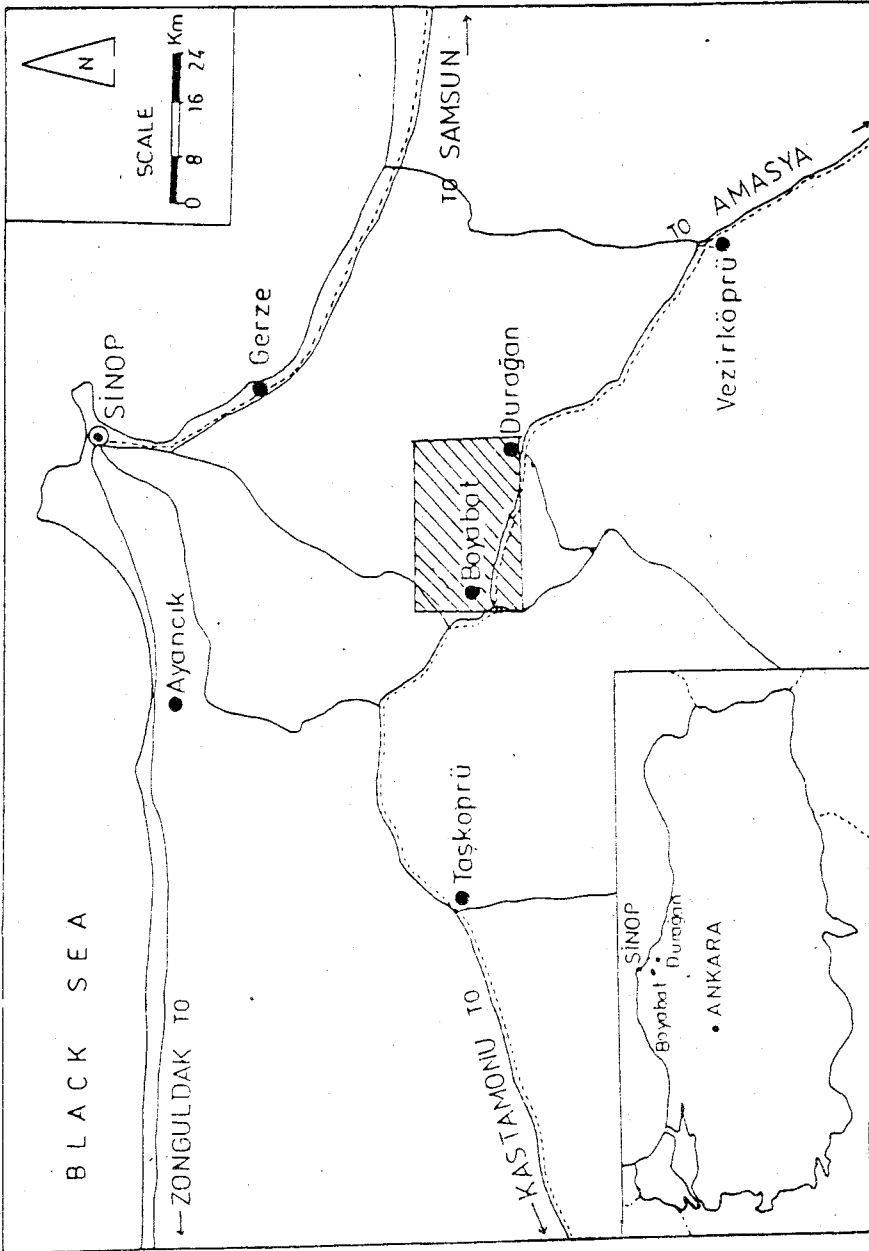 BLACK SEA
SİNOP
N
SCALE
0 8 16 24 Km
Gerze
Ayancık
←ZONGULDAK TO
TO SAMSUN→
Boyabat
Durağan
Taşköprü
←KASTAMONU TO
TO AMASYA
Vezirköprü
SİNOP
Boyabat
Durağan
ANKARA